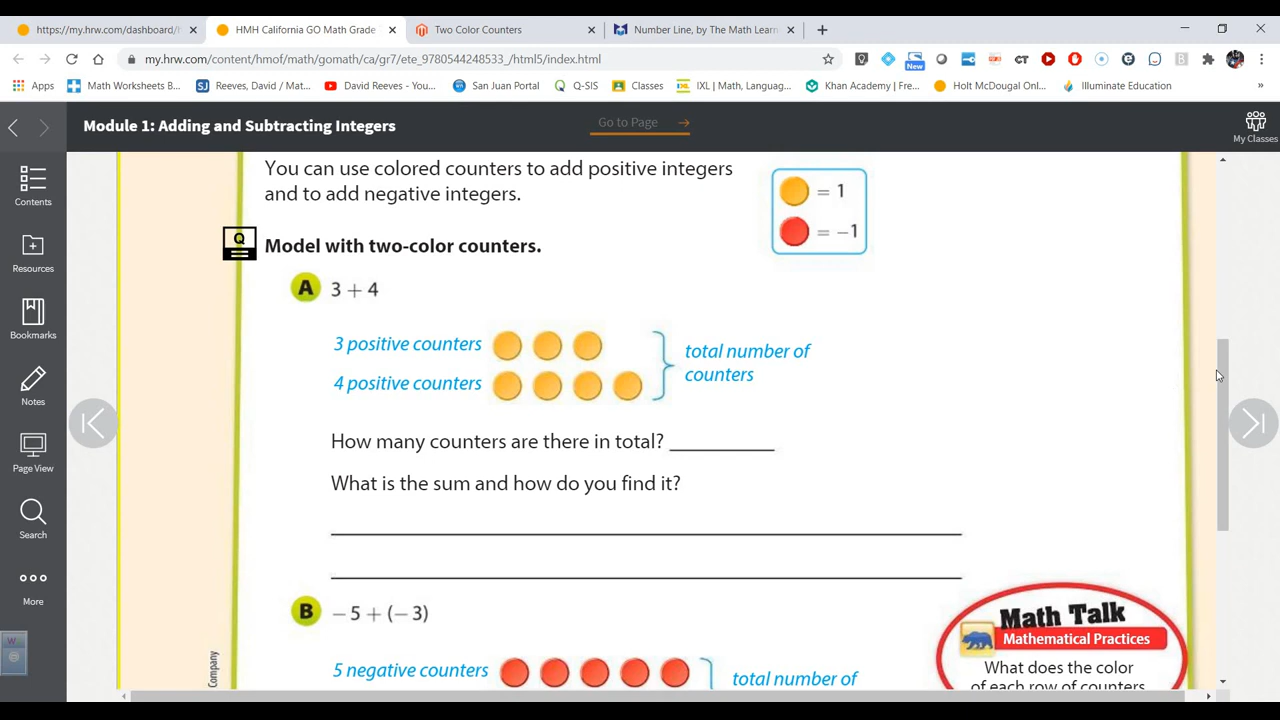 https://my.hrw.com/dashboard/
HMH California GO Math Grade
Two Color Counters
Number Line, by The Math Learn
my.hrw.com/content/hmof/math/gomath/ca/gr7/ete_9780544248533_/html5/index.html
New
Apps
Math Worksheets B...
Reeves, David / Mat...
David Reeves - You...
San Juan Portal
Q-SIS
Classes
IXL | Math, Languag...
Khan Academy | Fre...
Holt McDougal Onl...
Illuminate Education
»
Module 1: Adding and Subtracting Integers
Go to Page
My Classes
Contents
Resources
Bookmarks
Notes
Page View
Search
More
You can use colored counters to add positive integers
and to add negative integers.
= 1
= −1
Q
Model with two-color counters.
A 3 + 4
3 positive counters
4 positive counters
total number of
counters
How many counters are there in total?
What is the sum and how do you find it?
B − 5 + (− 3)
5 negative counters
total number of
Math Talk
Mathematical Practices
What does the color
of each row of counters
Company